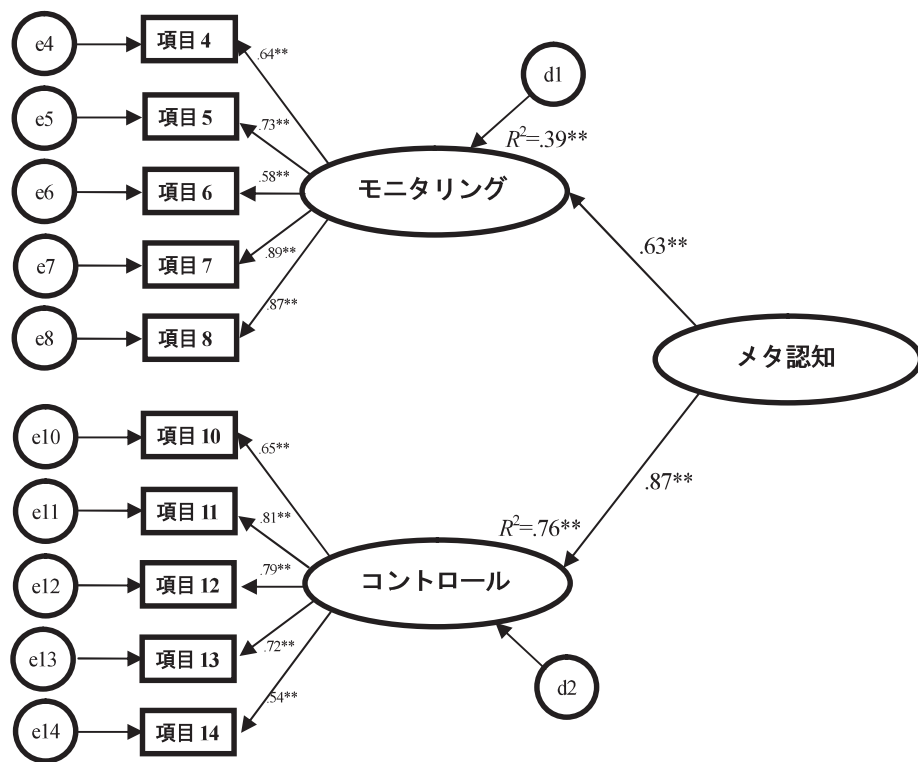 e4
項目 4
.64**
e5
項目 5
.73**
e6
項目 6
.58**
e7
項目 7
.89**
e8
項目 8
.87**
d1
R²=.39**
モニタリング
.63**
メタ認知
.87**
e10
項目 10
.65**
e11
項目 11
.81**
e12
項目 12
.79**
e13
項目 13
.72**
e14
項目 14
.54**
R²=.76**
コントロール
d2